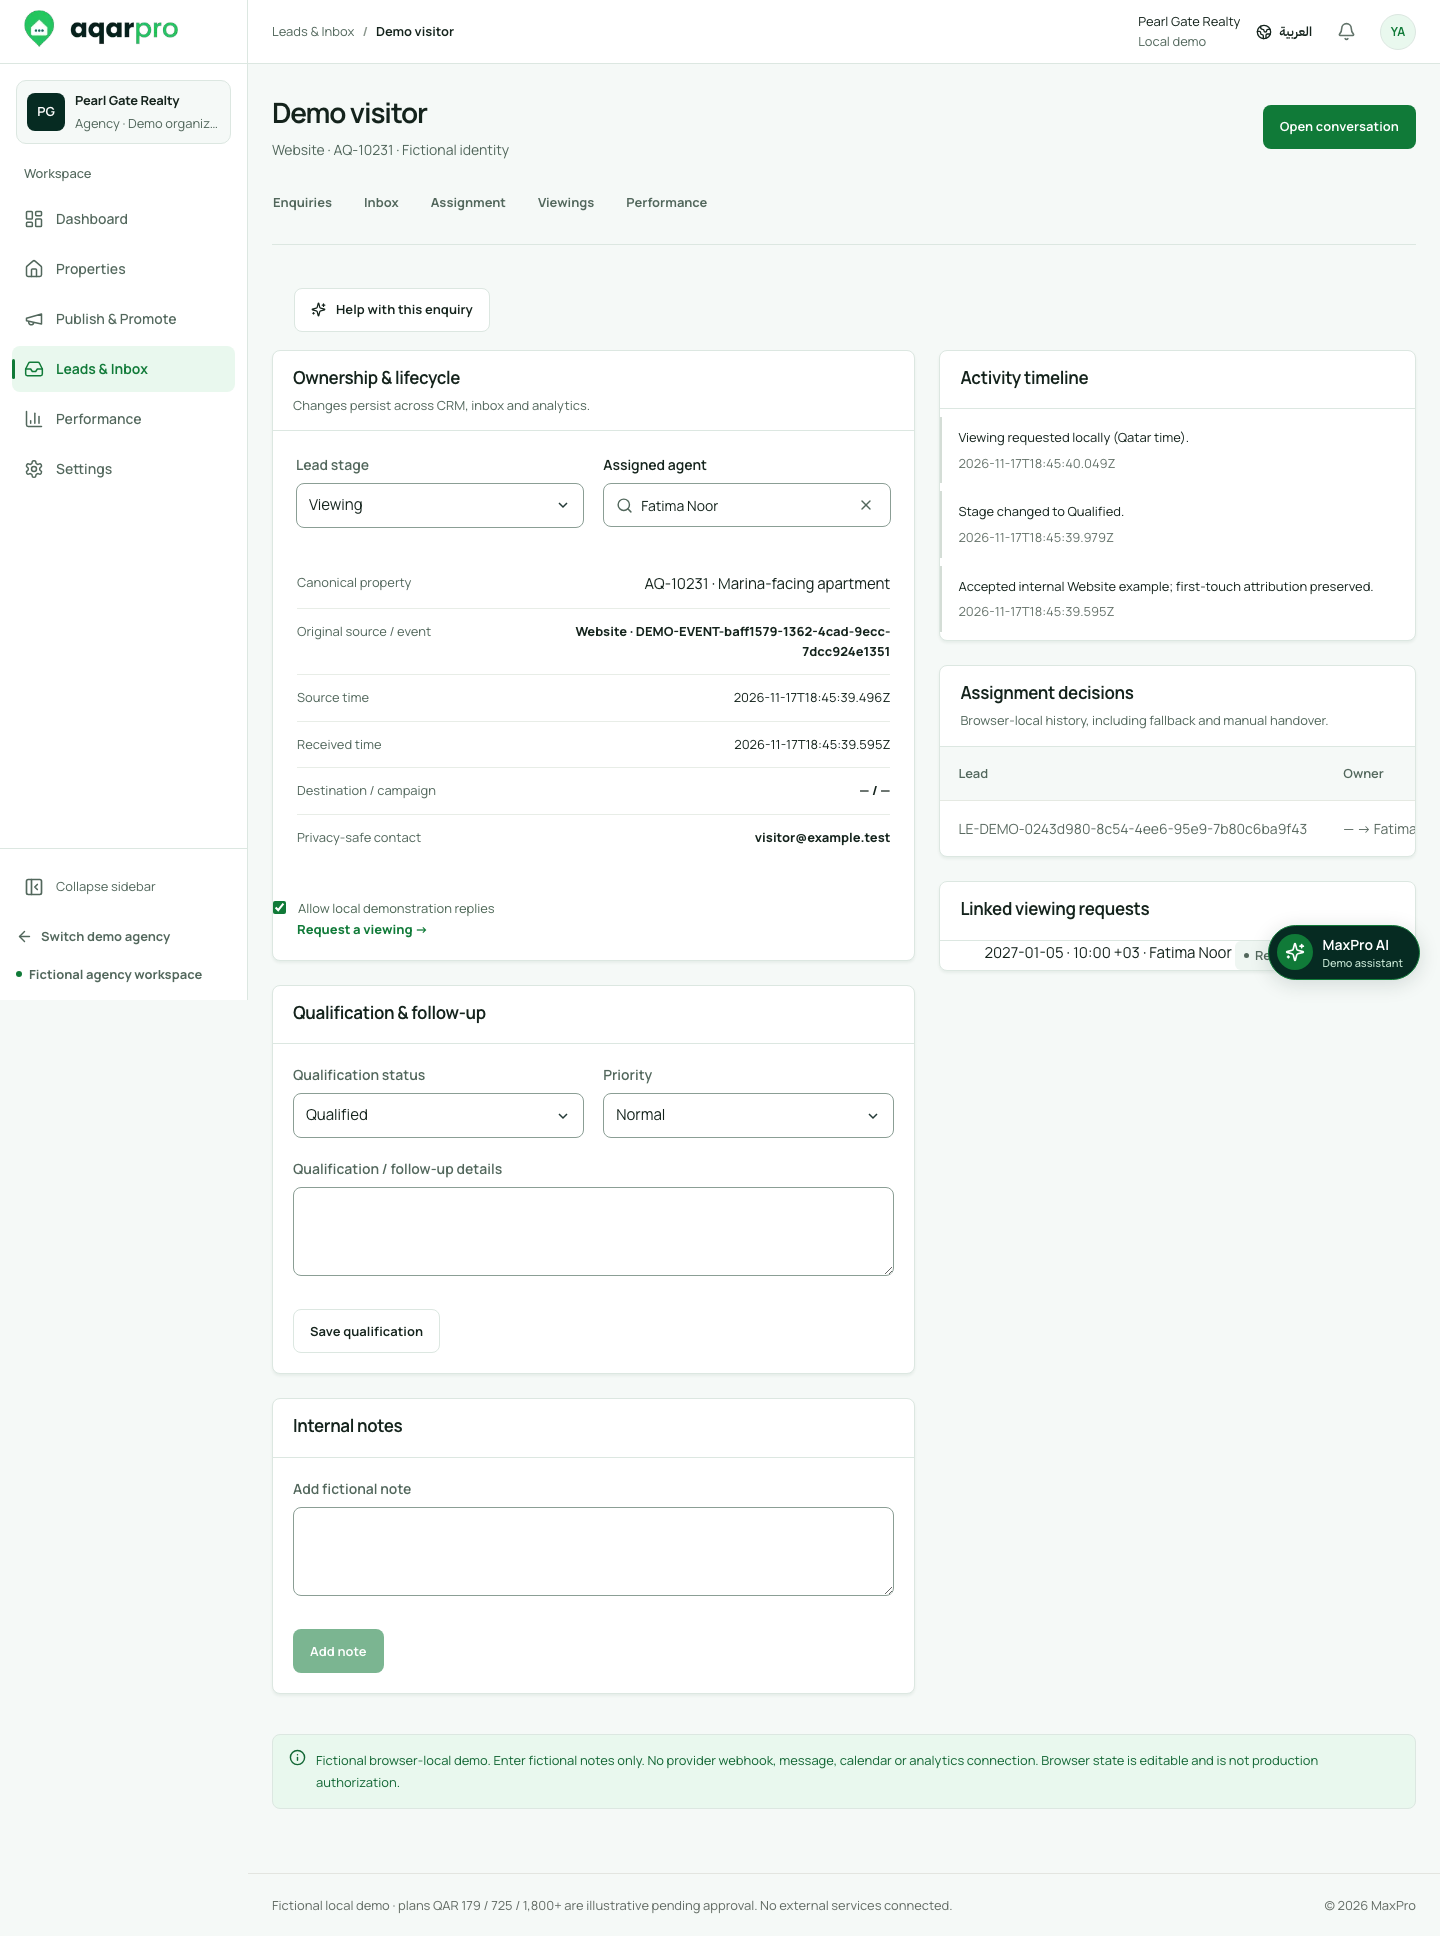 aqarpro
Leads & Inbox / Demo visitor
Pearl Gate Realty
Local demo
العربية
YA
PG
Pearl Gate Realty
Agency · Demo organiz...
Workspace
Dashboard
Properties
Publish & Promote
Leads & Inbox
Performance
Settings
Collapse sidebar
Switch demo agency
Fictional agency workspace
Demo visitor
Website · AQ-10231 · Fictional identity
Open conversation
Enquiries
Inbox
Assignment
Viewings
Performance
Help with this enquiry
Ownership & lifecycle
Changes persist across CRM, inbox and analytics.
Lead stage
Viewing
Assigned agent
Fatima Noor
Canonical property
AQ-10231 · Marina-facing apartment
Original source / event
Website · DEMO-EVENT-baff1579-1362-4cad-9ecc-
7dcc924e1351
Source time
2026-11-17T18:45:39.496Z
Received time
2026-11-17T18:45:39.595Z
Destination / campaign
— / —
Privacy-safe contact
visitor@example.test
Allow local demonstration replies
Request a viewing →
Qualification & follow-up
Qualification status
Qualified
Priority
Normal
Qualification / follow-up details
Save qualification
Internal notes
Add fictional note
Add note
Activity timeline
Viewing requested locally (Qatar time).
2026-11-17T18:45:40.049Z
Stage changed to Qualified.
2026-11-17T18:45:39.979Z
Accepted internal Website example; first-touch attribution preserved.
2026-11-17T18:45:39.595Z
Assignment decisions
Browser-local history, including fallback and manual handover.
Lead
Owner
LE-DEMO-0243d980-8c54-4ee6-95e9-7b80c6ba9f43
— → Fatima
Linked viewing requests
2027-01-05 · 10:00 +03 · Fatima Noor
MaxPro AI
Demo assistant
Fictional browser-local demo. Enter fictional notes only. No provider webhook, message, calendar or analytics connection. Browser state is editable and is not production
authorization.
Fictional local demo · plans QAR 179 / 725 / 1,800+ are illustrative pending approval. No external services connected.
© 2026 MaxPro